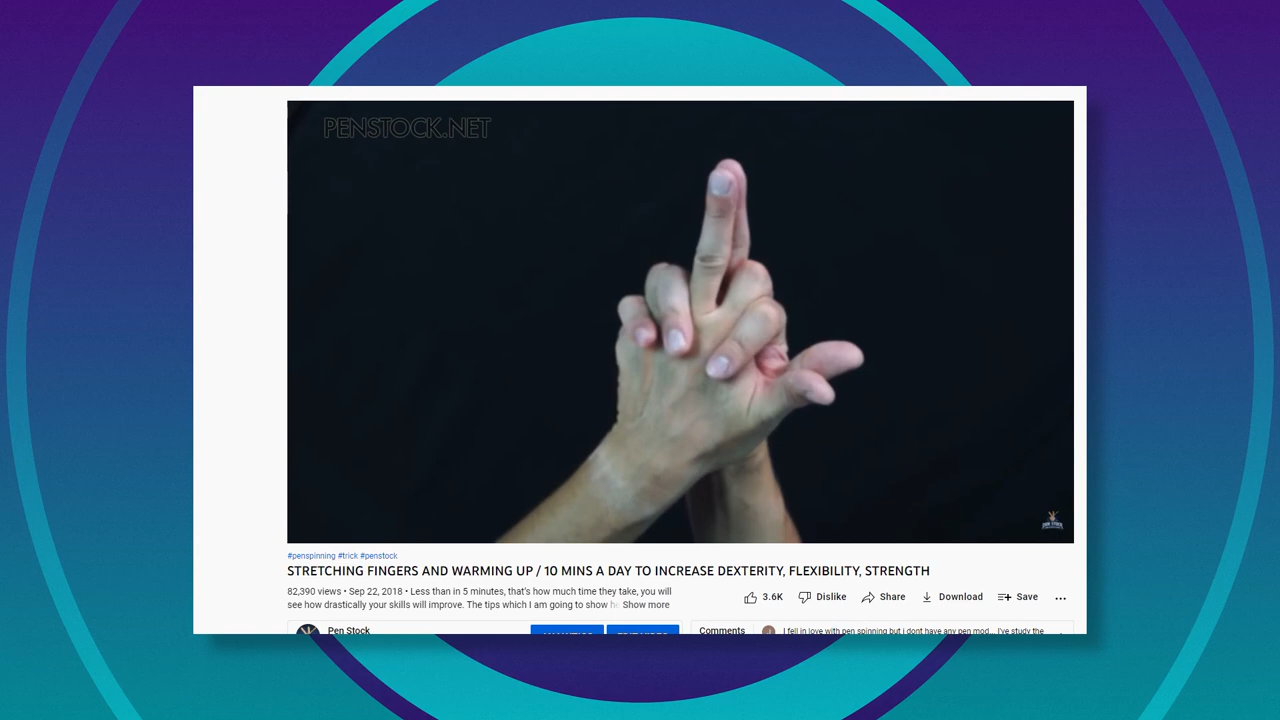 PENSTOCK.NET
PEN STOCK
#penspinning #trick #penstock
STRETCHING FINGERS AND WARMING UP / 10 MINS A DAY TO INCREASE DEXTERITY, FLEXIBILITY, STRENGTH
82,390 views • Sep 22, 2018 • Less than in 5 minutes, that's how much time they take, you will
see how drastically your skills will improve. The tips which I am going to show Show more
3.6K Dislike Share Download Save
Pen Stock
Comments
I fell in love with pen spinning but i dont have any pen mod... I've study the